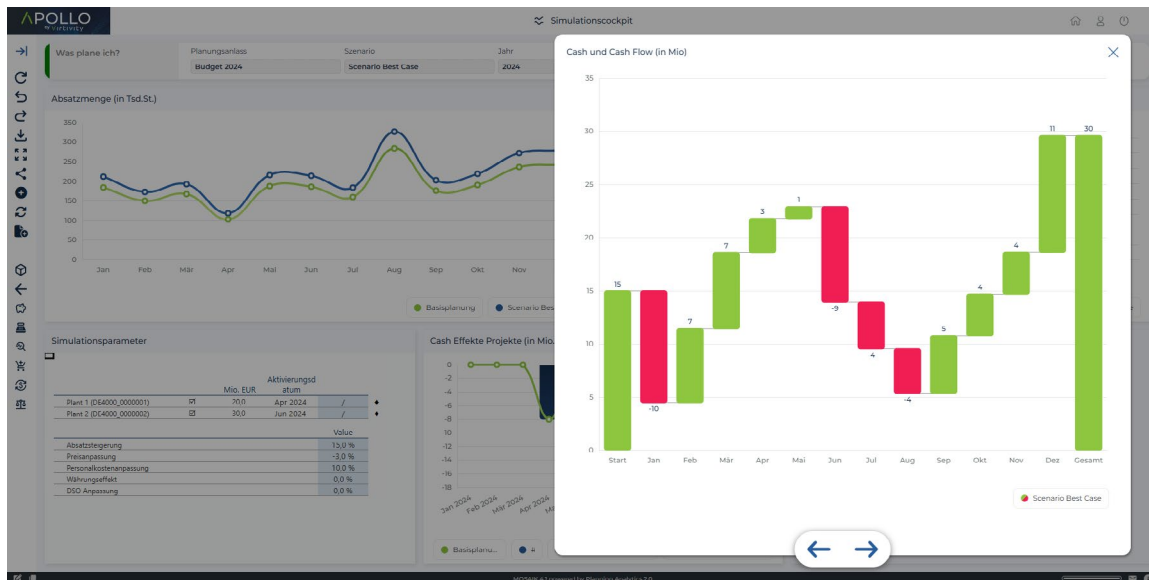 APOLLO
Simulationscockpit
Was plane ich?
Planungsanlass
Szenario
Jahr
Budget 2024
Scenario Best Case
2024
Absatzmenge (in Tsd.St.)
350
300
250
200
150
100
50
0
Jan Feb Mär Apr Mai Jun Jul Aug Sep Okt Nov
Basisplanung
Scenario Bes
Simulationsparameter
Mio. EUR
Aktivierungsd
atum
Plant 1 (DE4000_0000001) 20,0 Apr 2024 /
Plant 2 (DE4000_0000002) 30,0 Jun 2024 /
Value
Absatzsteigerung 15,0 %
Preisanpassung -3,0 %
Personalkostenanpassung 10,0 %
Währungseffekt 0,0 %
DSO Anpassung 0,0 %
Cash Effekte Projekte (in Mio.
0
-2
-4
-6
-8
10
-12
-14
-16
-18
Jan 2024 Feb 2024 Mär 2024 Apr 2024
Basisplanu...
#
Cash und Cash Flow (in Mio)
35
30
25
20
15
10
5
0
15
-10
7
7
3
1
-9
4
-4
5
4
4
11
30
Start Jan Feb Mär Apr Mai Jun Jul Aug Sep Okt Nov Dez Gesamt
Scenario Best Case